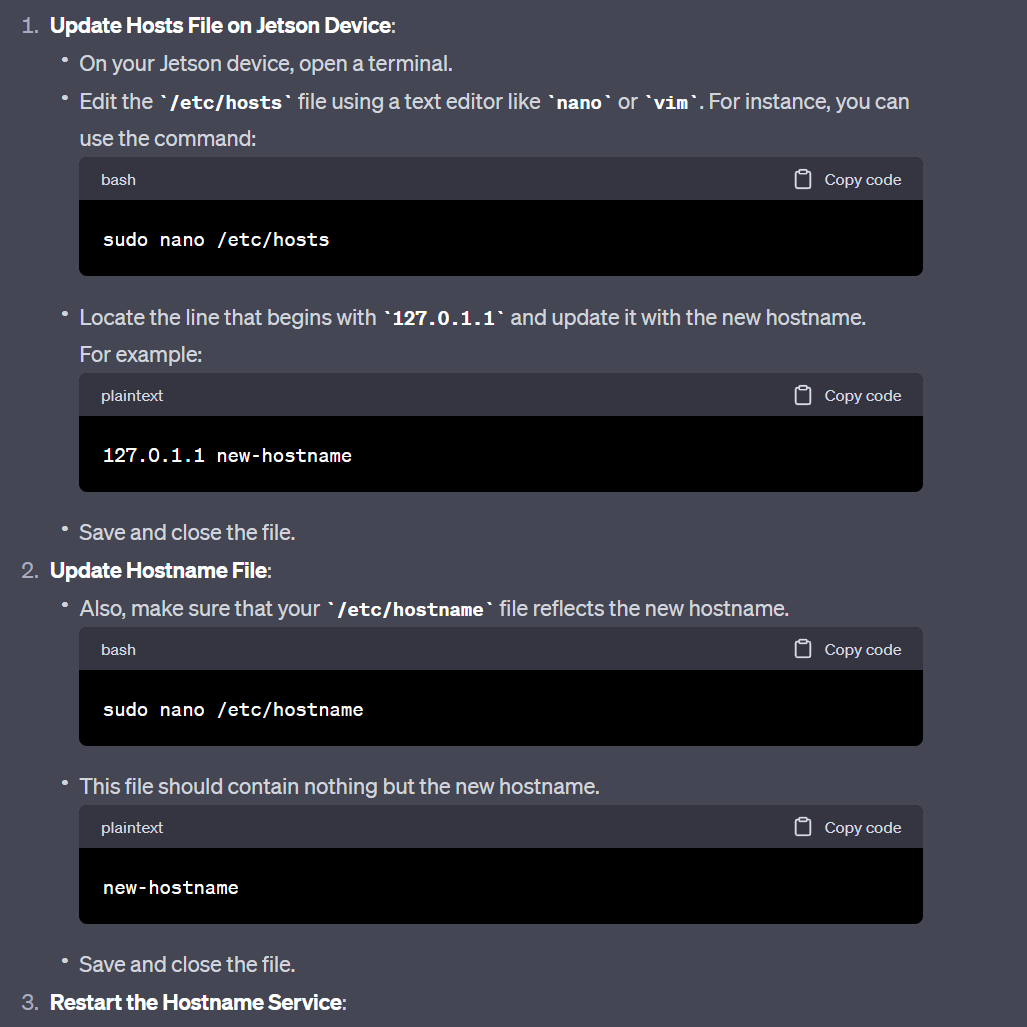 1. Update Hosts File on Jetson Device:
• On your Jetson device, open a terminal.
• Edit the `/etc/hosts` file using a text editor like `nano` or `vim`. For instance, you can
use the command:
bash Copy code
sudo nano /etc/hosts
• Locate the line that begins with `127.0.1.1` and update it with the new hostname.
For example:
plaintext Copy code
127.0.1.1 new-hostname
• Save and close the file.
2. Update Hostname File:
• Also, make sure that your `/etc/hostname` file reflects the new hostname.
bash Copy code
sudo nano /etc/hostname
• This file should contain nothing but the new hostname.
plaintext Copy code
new-hostname
• Save and close the file.
3. Restart the Hostname Service: